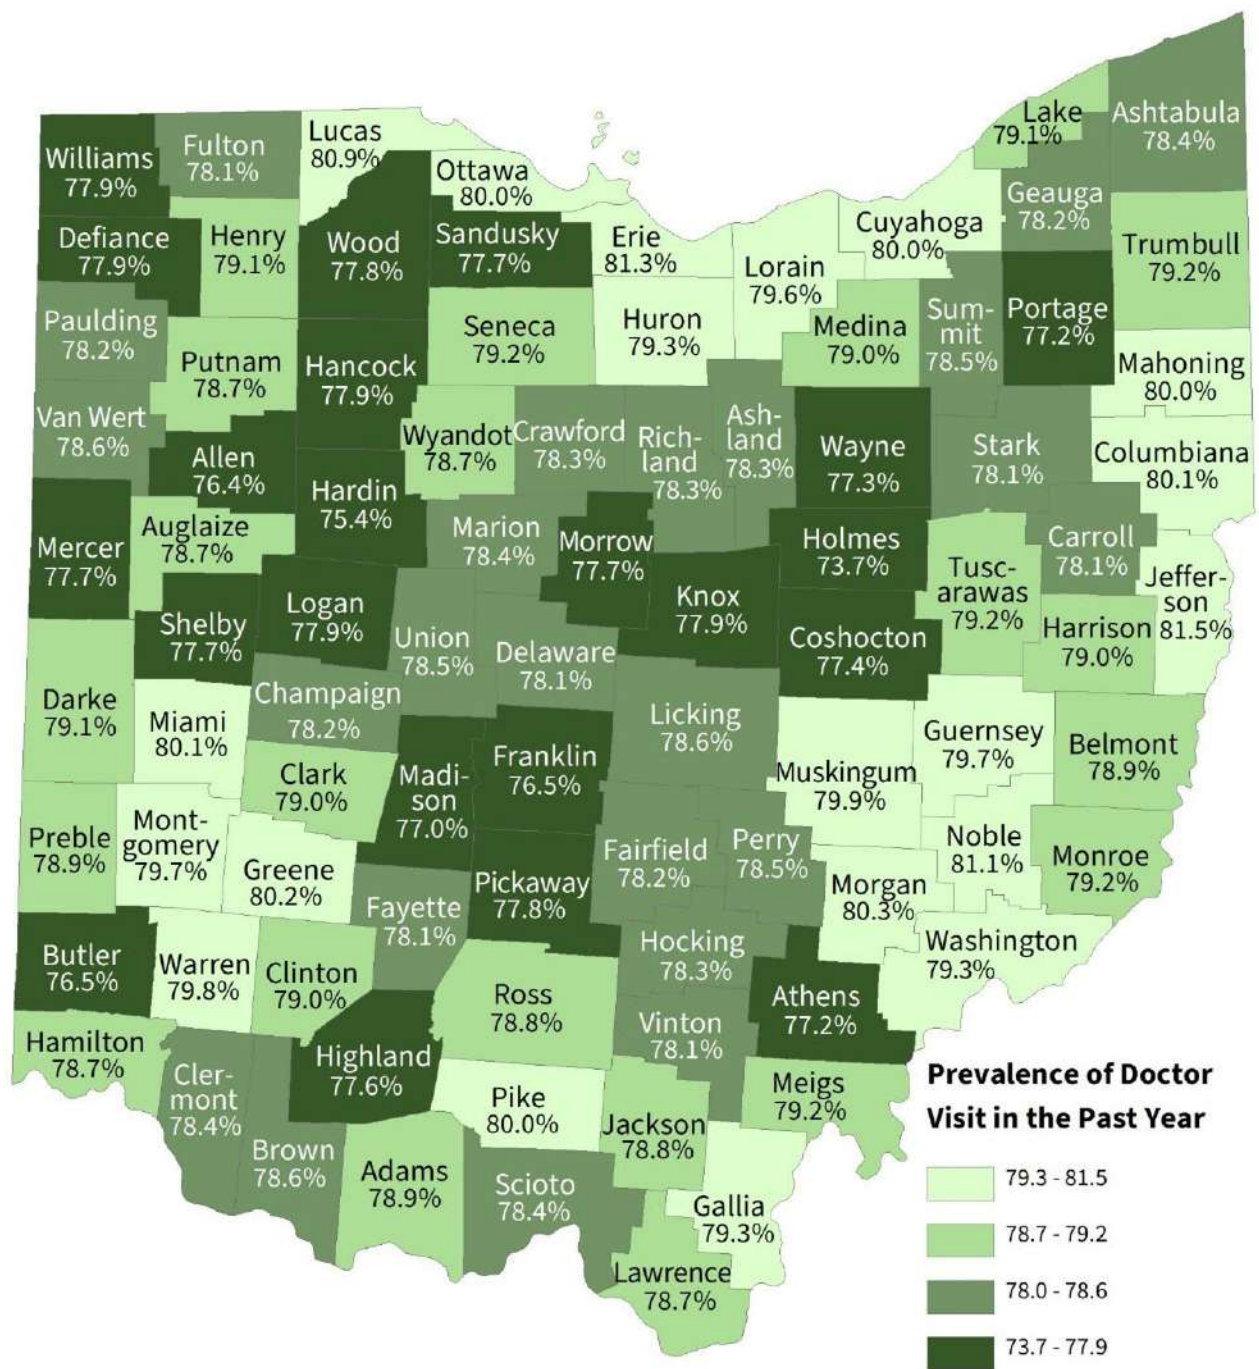 Williams
77.9%
Fulton
78.1%
Lucas
80.9%
Ottawa
80.0%
Lake
79.1%
Ashtabula
78.4%
Defiance
77.9%
Henry
79.1%
Wood
77.8%
Sandusky
77.7%
Erie
81.3%
Lorain
79.6%
Cuyahoga
80.0%
Geauga
78.2%
Trumbull
79.2%
Paulding
78.2%
Putnam
78.7%
Hancock
77.9%
Seneca
79.2%
Huron
79.3%
Medina
79.0%
Sum-
mit
78.5%
Portage
77.2%
Mahoning
80.0%
Van Wert
78.6%
Allen
76.4%
Hardin
75.4%
Wyandot
78.7%
Crawford
78.3%
Rich-
land
78.3%
Ash-
land
78.3%
Wayne
77.3%
Stark
78.1%
Columbiana
80.1%
Mercer
77.7%
Auglaize
78.7%
Marion
78.4%
Morrow
77.7%
Holmes
73.7%
Tusc-
arawas
79.2%
Carroll
78.1%
Jeffer-
son
81.5%
Shelby
77.7%
Logan
77.9%
Union
78.5%
Delaware
78.1%
Knox
77.9%
Coshocton
77.4%
Harrison
79.0%
Darke
79.1%
Miami
80.1%
Champaign
78.2%
Clark
79.0%
Madi-
son
77.0%
Franklin
76.5%
Licking
78.6%
Muskingum
79.9%
Guernsey
79.7%
Belmont
78.9%
Preble
78.9%
Mont-
gomery
79.7%
Greene
80.2%
Fayette
78.1%
Pickaway
77.8%
Fairfield
78.2%
Perry
78.5%
Morgan
80.3%
Noble
81.1%
Monroe
79.2%
Butler
76.5%
Warren
79.8%
Clinton
79.0%
Ross
78.8%
Hocking
78.3%
Athens
77.2%
Washington
79.3%
Hamilton
78.7%
Cler-
mont
78.4%
Highland
77.6%
Pike
80.0%
Vinton
78.1%
Jackson
78.8%
Meigs
79.2%
Brown
78.6%
Adams
78.9%
Scioto
78.4%
Gallia
79.3%
Lawrence
78.7%
Prevalence of Doctor
Visit in the Past Year
79.3 - 81.5
78.7 - 79.2
78.0 - 78.6
73.7 - 77.9